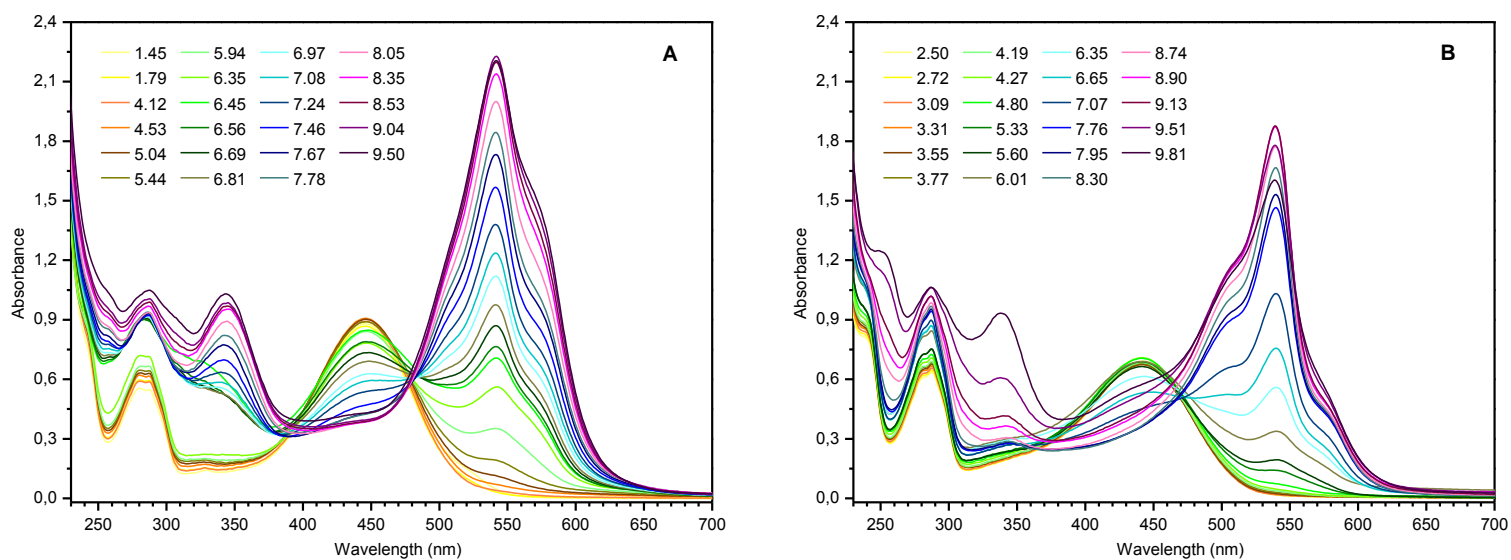 2,4
2,1
1,8
1,5
1,2
0,9
0,6
0,3
0,0
Absorbance
250 300 350 400 450 500 550 600 650 700
Wavelength (nm)
A
1.45 5.94 6.97 8.05
1.79 6.35 7.08 8.35
4.12 6.45 7.24 8.53
4.53 6.56 7.46 9.04
5.04 6.69 7.67 9.50
5.44 6.81 7.78
2,4
2,1
1,8
1,5
1,2
0,9
0,6
0,3
0,0
Absorbance
250 300 350 400 450 500 550 600 650 700
Wavelength (nm)
B
2.50 4.19 6.35 8.74
2.72 4.27 6.65 8.90
3.09 4.80 7.07 9.13
3.31 5.33 7.76 9.51
3.55 5.60 7.95 9.81
3.77 6.01 8.30